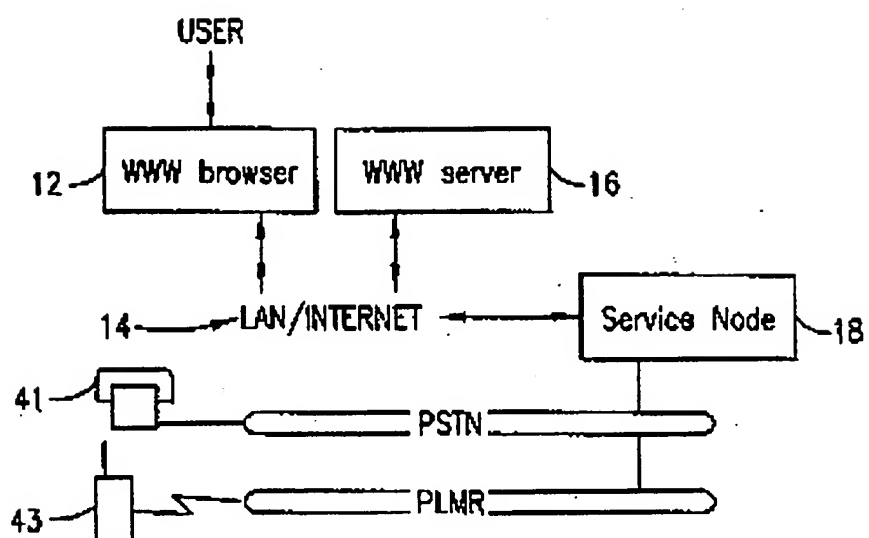 USER
12 WWW browser WWW server 16
14 LAN/INTERNET Service Node 18
41 PSTN
43 PLMR